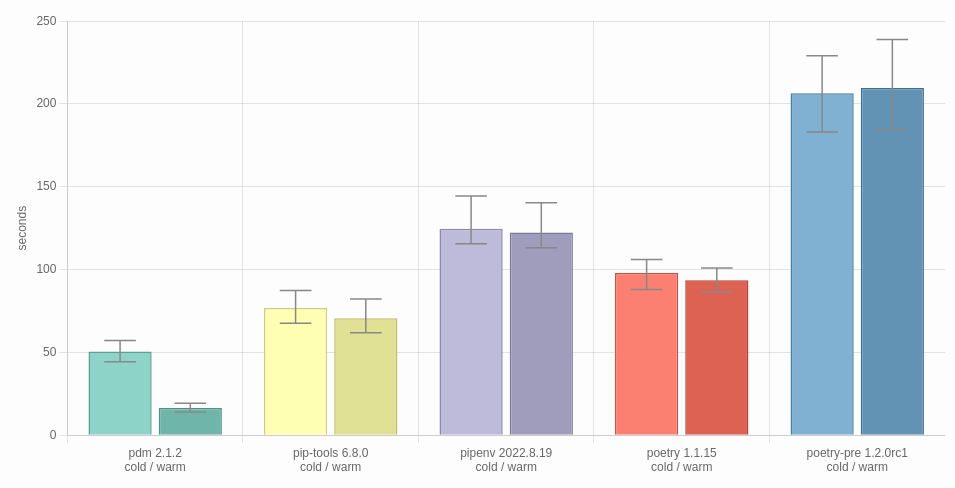 250
200
150
100
50
0
seconds
pdm 2.1.2
cold / warm
pip-tools 6.8.0
cold / warm
pipenv 2022.8.19
cold / warm
poetry 1.1.15
cold / warm
poetry-pre 1.2.0rc1
cold / warm